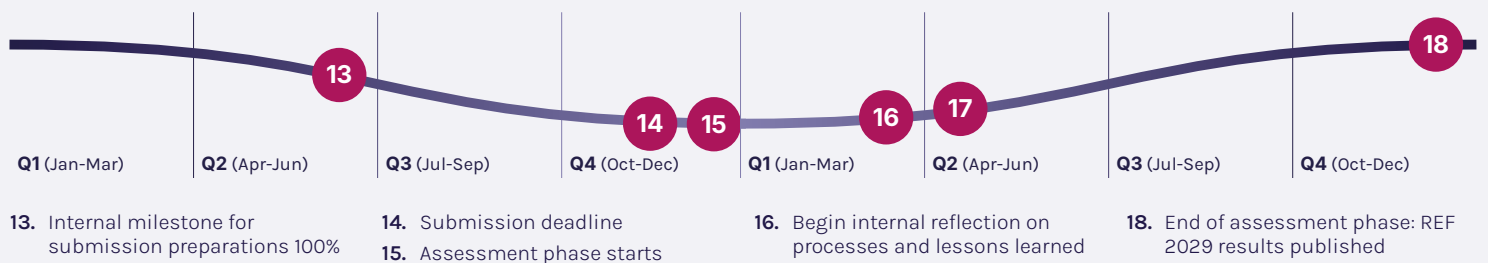 13
14
15
16
17
18
Q1 (Jan-Mar)
Q2 (Apr-Jun)
Q3 (Jul-Sep)
Q4 (Oct-Dec)
Q1 (Jan-Mar)
Q2 (Apr-Jun)
Q3 (Jul-Sep)
Q4 (Oct-Dec)
13. Internal milestone for
submission preparations 100%
14. Submission deadline
15. Assessment phase starts
16. Begin internal reflection on
processes and lessons learned
18. End of assessment phase: REF
2029 results published